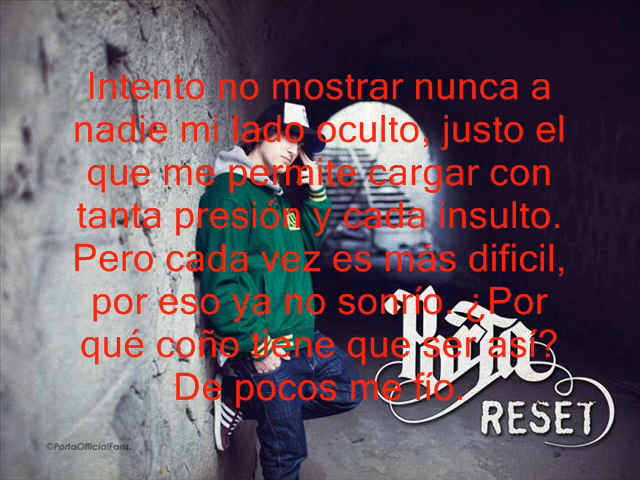 Intento no mostrar nunca a
nadie mi lado oculto, justo el
que me permite cargar con
tanta presión y cada insulto.
Pero cada vez es más dificil,
por eso ya no sonrío. ¿Por
qué coño tiene que ser así?
De pocos me fío.
Porta
RESET
©PortaOfficialFans.